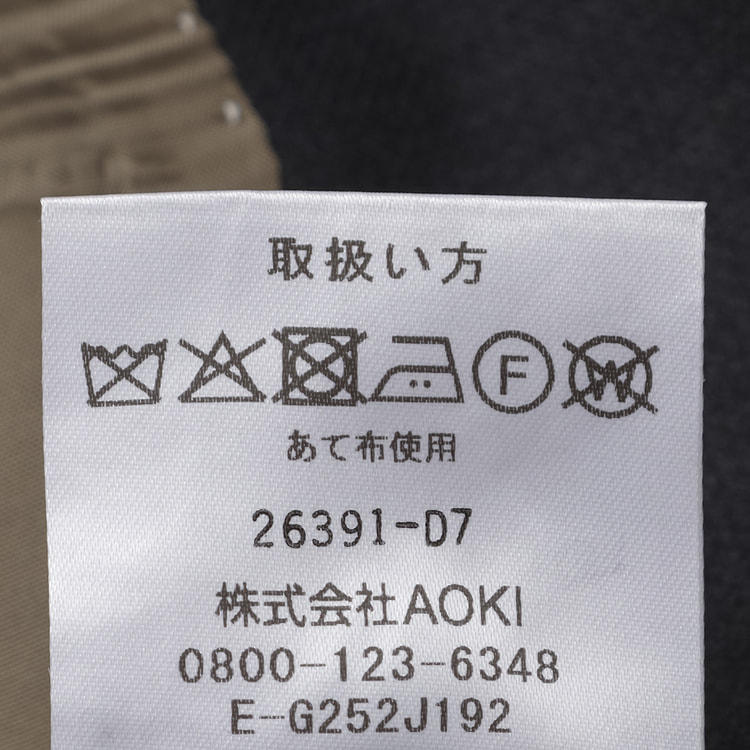 取扱い方
F W
あて布使用
26391-D7
株式会社AOKI
0800-123-6348
E-G252J192